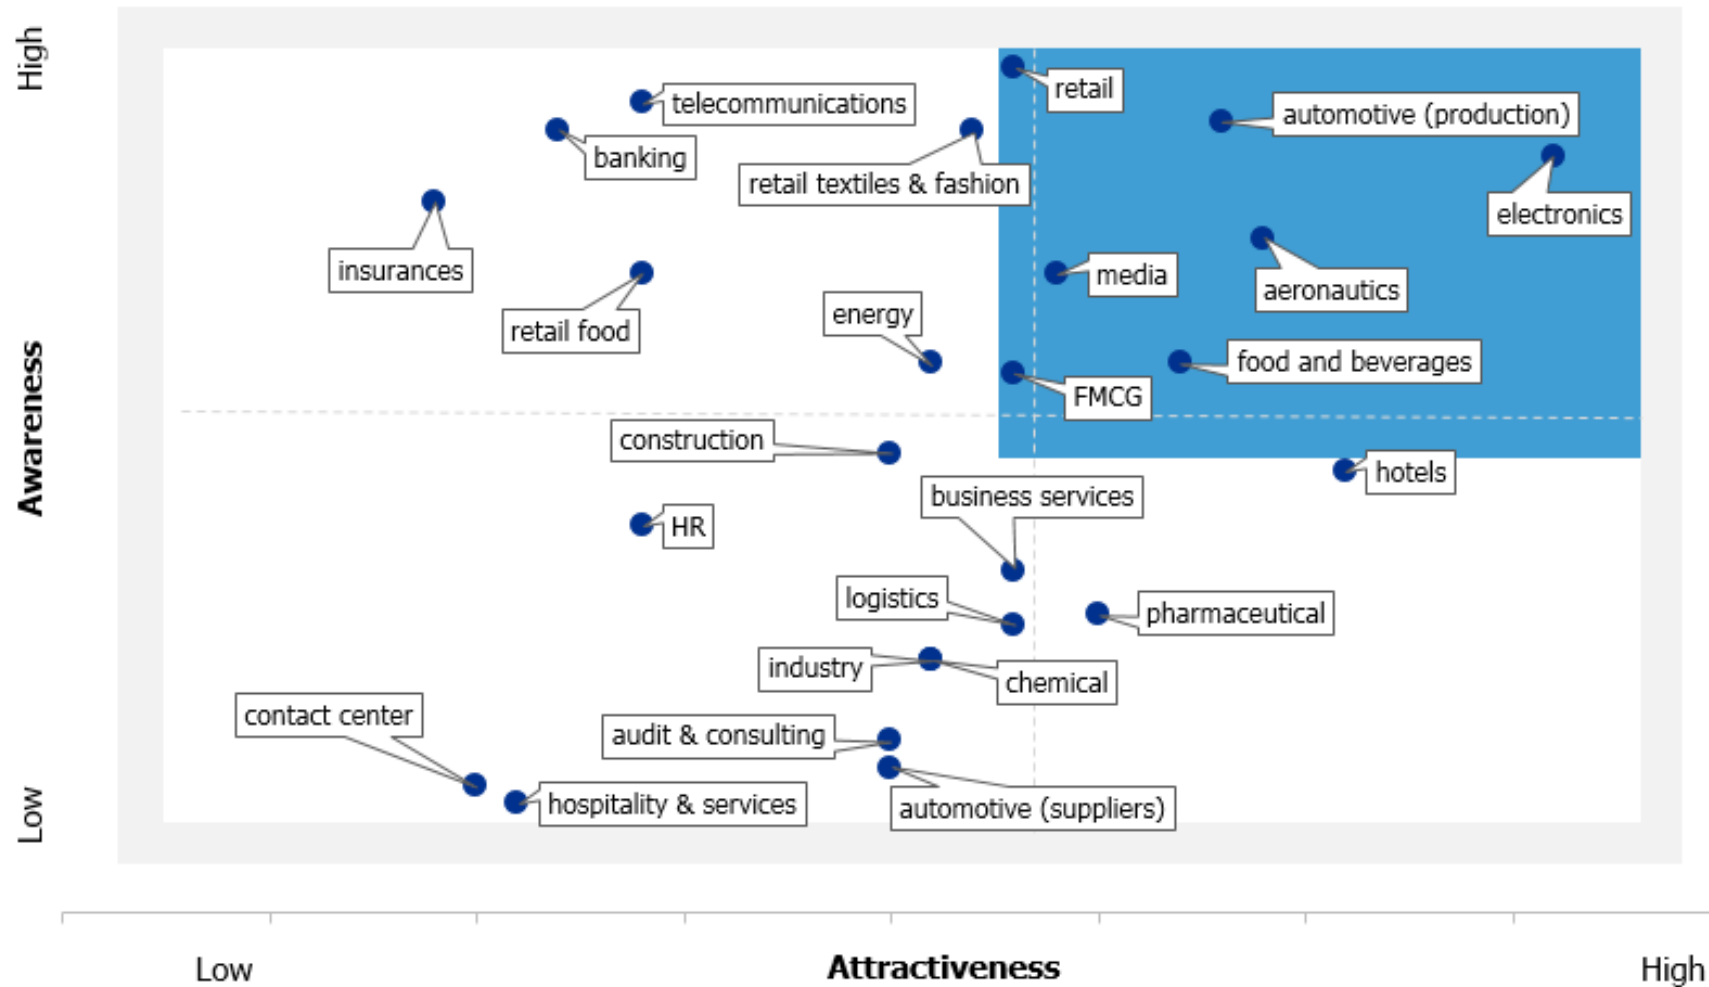 High
retail
telecommunications
automotive (production)
banking
retail textiles & fashion
electronics
insurances
media
aeronautics
energy
retail food
food and beverages
FMCG
Awareness
construction
hotels
business services
HR
logistics
pharmaceutical
industry
chemical
contact center
audit & consulting
hospitality & services
automotive (suppliers)
Low
Low
Attractiveness
High